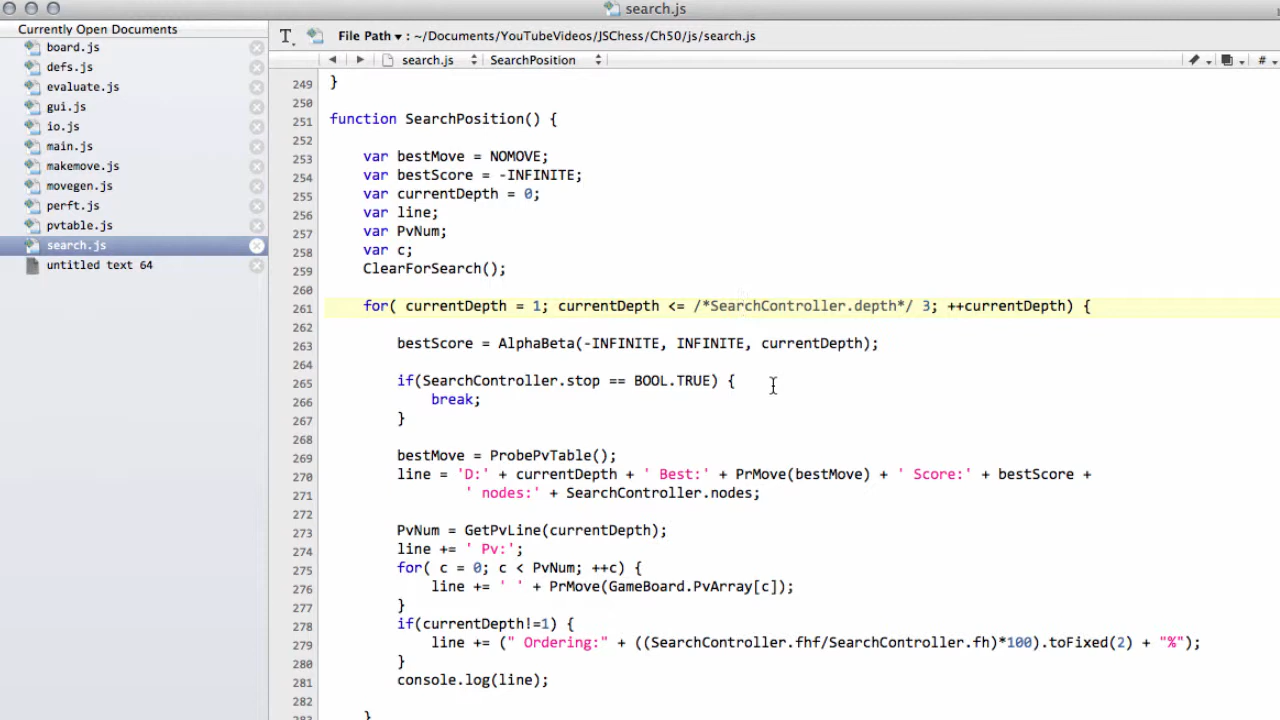 search.js
Currently Open Documents
board.js
defs.js
evaluate.js
gui.js
io.js
main.js
makemove.js
movegen.js
perft.js
pvtable.js
search.js
untitled text 64
File Path : ~/Documents/YouTubeVideos/JSChess/Ch50/js/search.js
search.js SearchPosition #
249 }
250
251 function SearchPosition() {
252
253 var bestMove = NOMOVE;
254 var bestScore = -INFINITE;
255 var currentDepth = 0;
256 var line;
257 var PvNum;
258 var c;
259 ClearForSearch();
260
261 for( currentDepth = 1; currentDepth <= /*SearchController.depth*/ 3; ++currentDepth) {
262
263 bestScore = AlphaBeta(-INFINITE, INFINITE, currentDepth);
264
265 if(SearchController.stop == BOOL.TRUE) {
266 break;
267 }
268
269 bestMove = ProbePvTable();
270 line = 'D:' + currentDepth + ' Best:' + PrMove(bestMove) + ' Score:' + bestScore +
271 ' nodes:' + SearchController.nodes;
272
273 PvNum = GetPvLine(currentDepth);
274 line += ' Pv:';
275 for( c = 0; c < PvNum; ++c) {
276 line += ' ' + PrMove(GameBoard.PvArray[c]);
277 }
278 if(currentDepth!=1) {
279 line += (" Ordering:" + ((SearchController.fhf/SearchController.fh)*100).toFixed(2) + "%");
280 }
281 console.log(line);
282
283 }